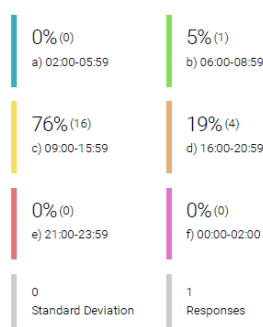 0% (0)
a) 02:00-05:59
5% (1)
b) 06:00-08:59
76% (16)
c) 09:00-15:59
19% (4)
d) 16:00-20:59
0% (0)
e) 21:00-23:59
0% (0)
f) 00:00-02:00
0
Standard Deviation
1
Responses